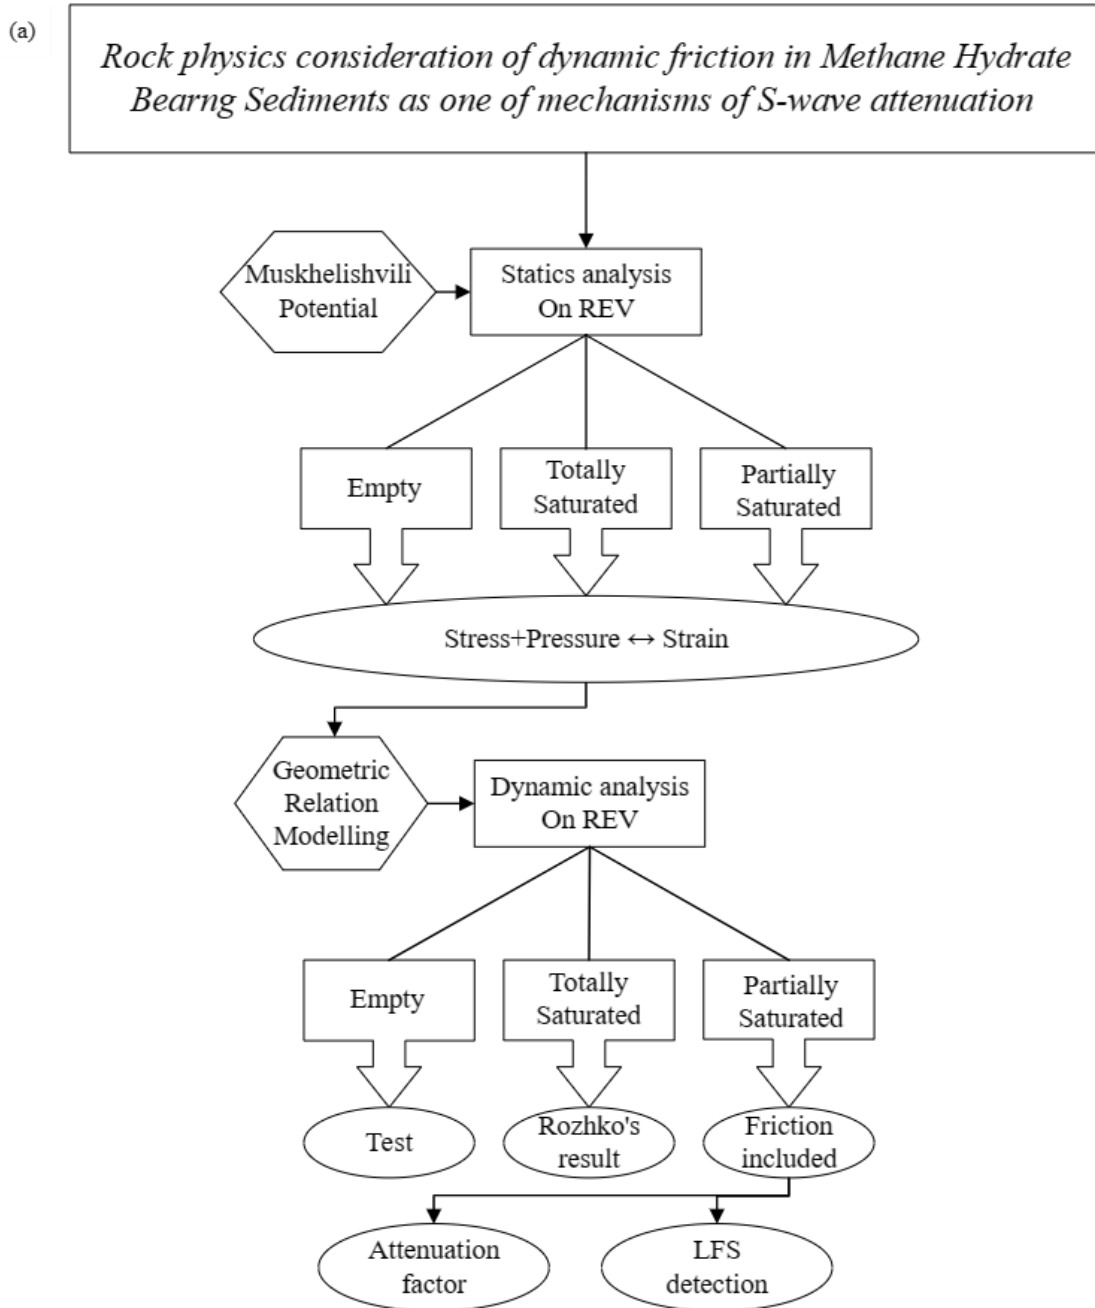 (a)
Rock physics consideration of dynamic friction in Methane Hydrate
Bearng Sediments as one of mechanisms of S-wave attenuation
Muskhelishvili
Potential
Statics analysis
On REV
Empty
Totally
Saturated
Partially
Saturated
Stress+Pressure ↔ Strain
Geometric
Relation
Modelling
Dynamic analysis
On REV
Empty
Totally
Saturated
Partially
Saturated
Test
Rozhko's
result
Friction
included
Attenuation
factor
LFS
detection